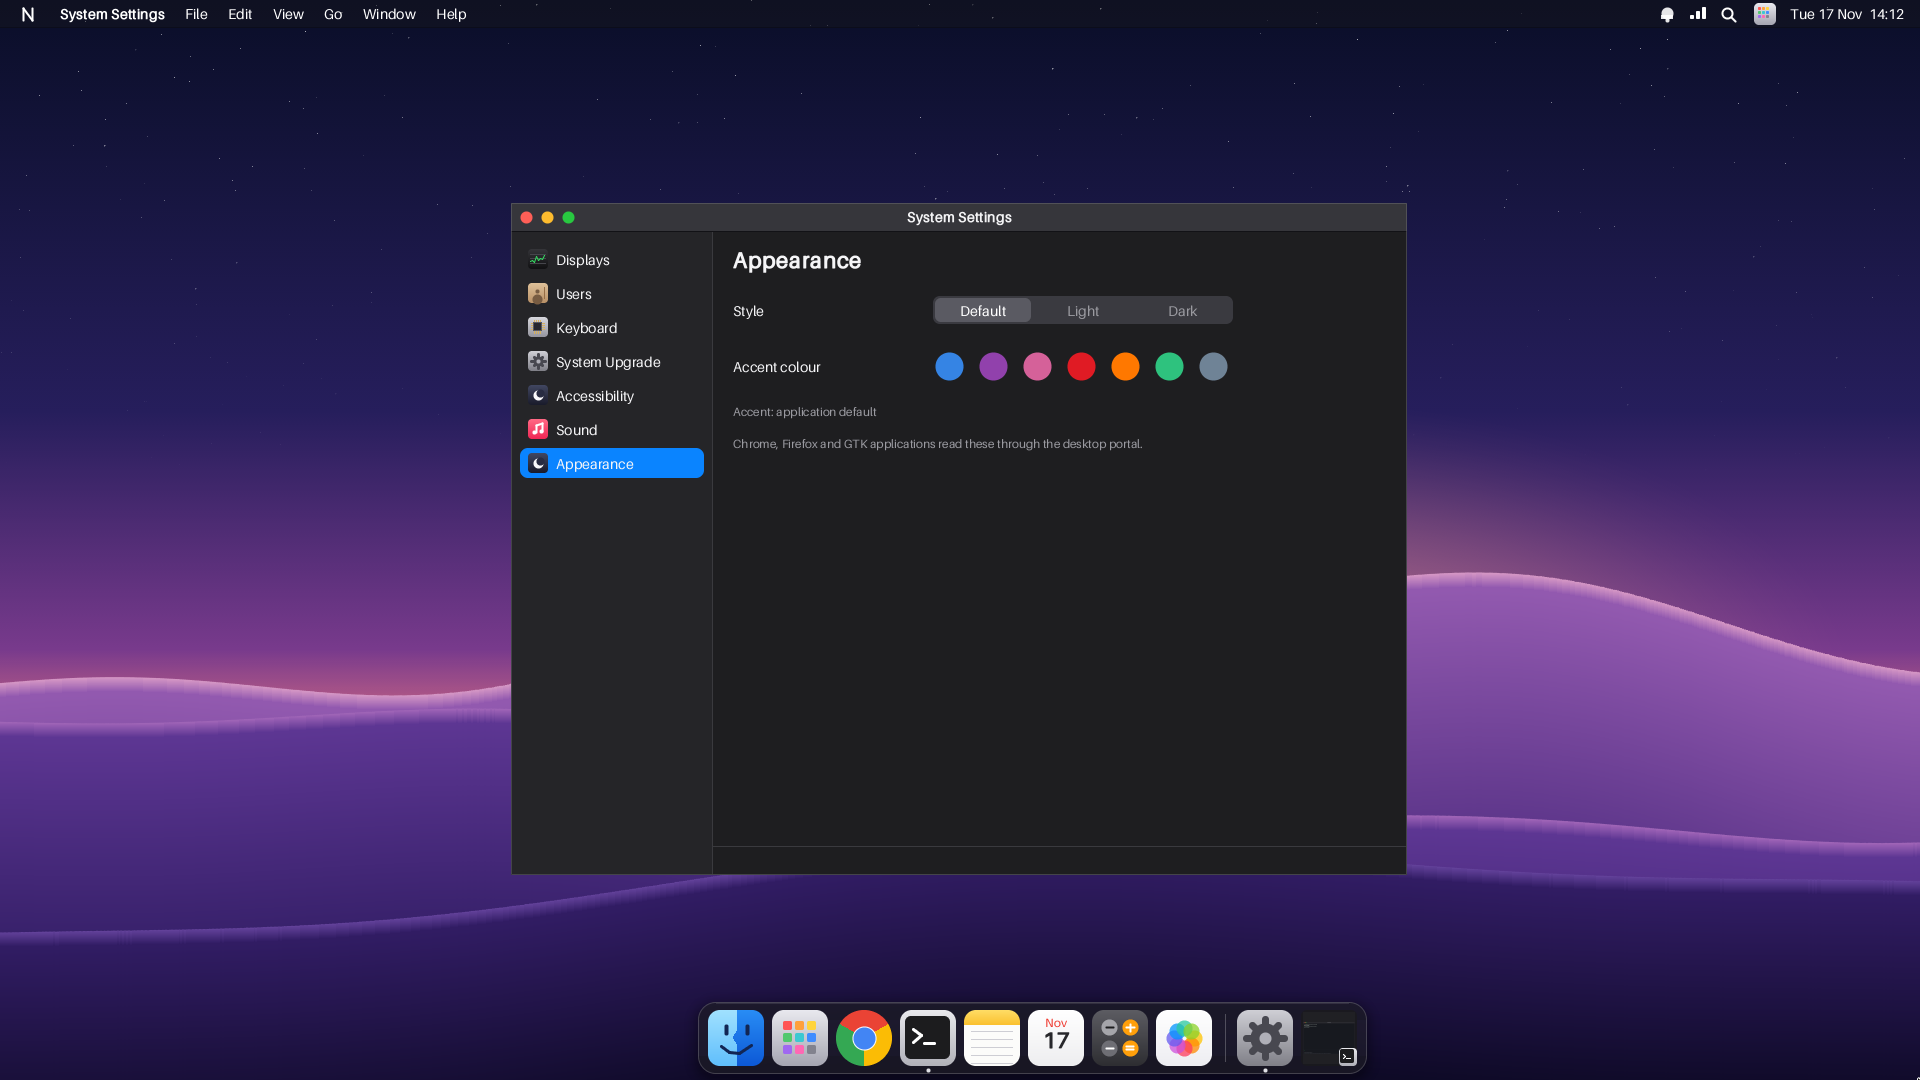 N System Settings File Edit View Go Window Help Tue 17 Nov 14:12
System Settings
Displays
Users
Keyboard
System Upgrade
Accessibility
Sound
Appearance
Appearance
Style Default Light Dark
Accent colour
Accent: application default
Chrome, Firefox and GTK applications read these through the desktop portal.
Nov
17